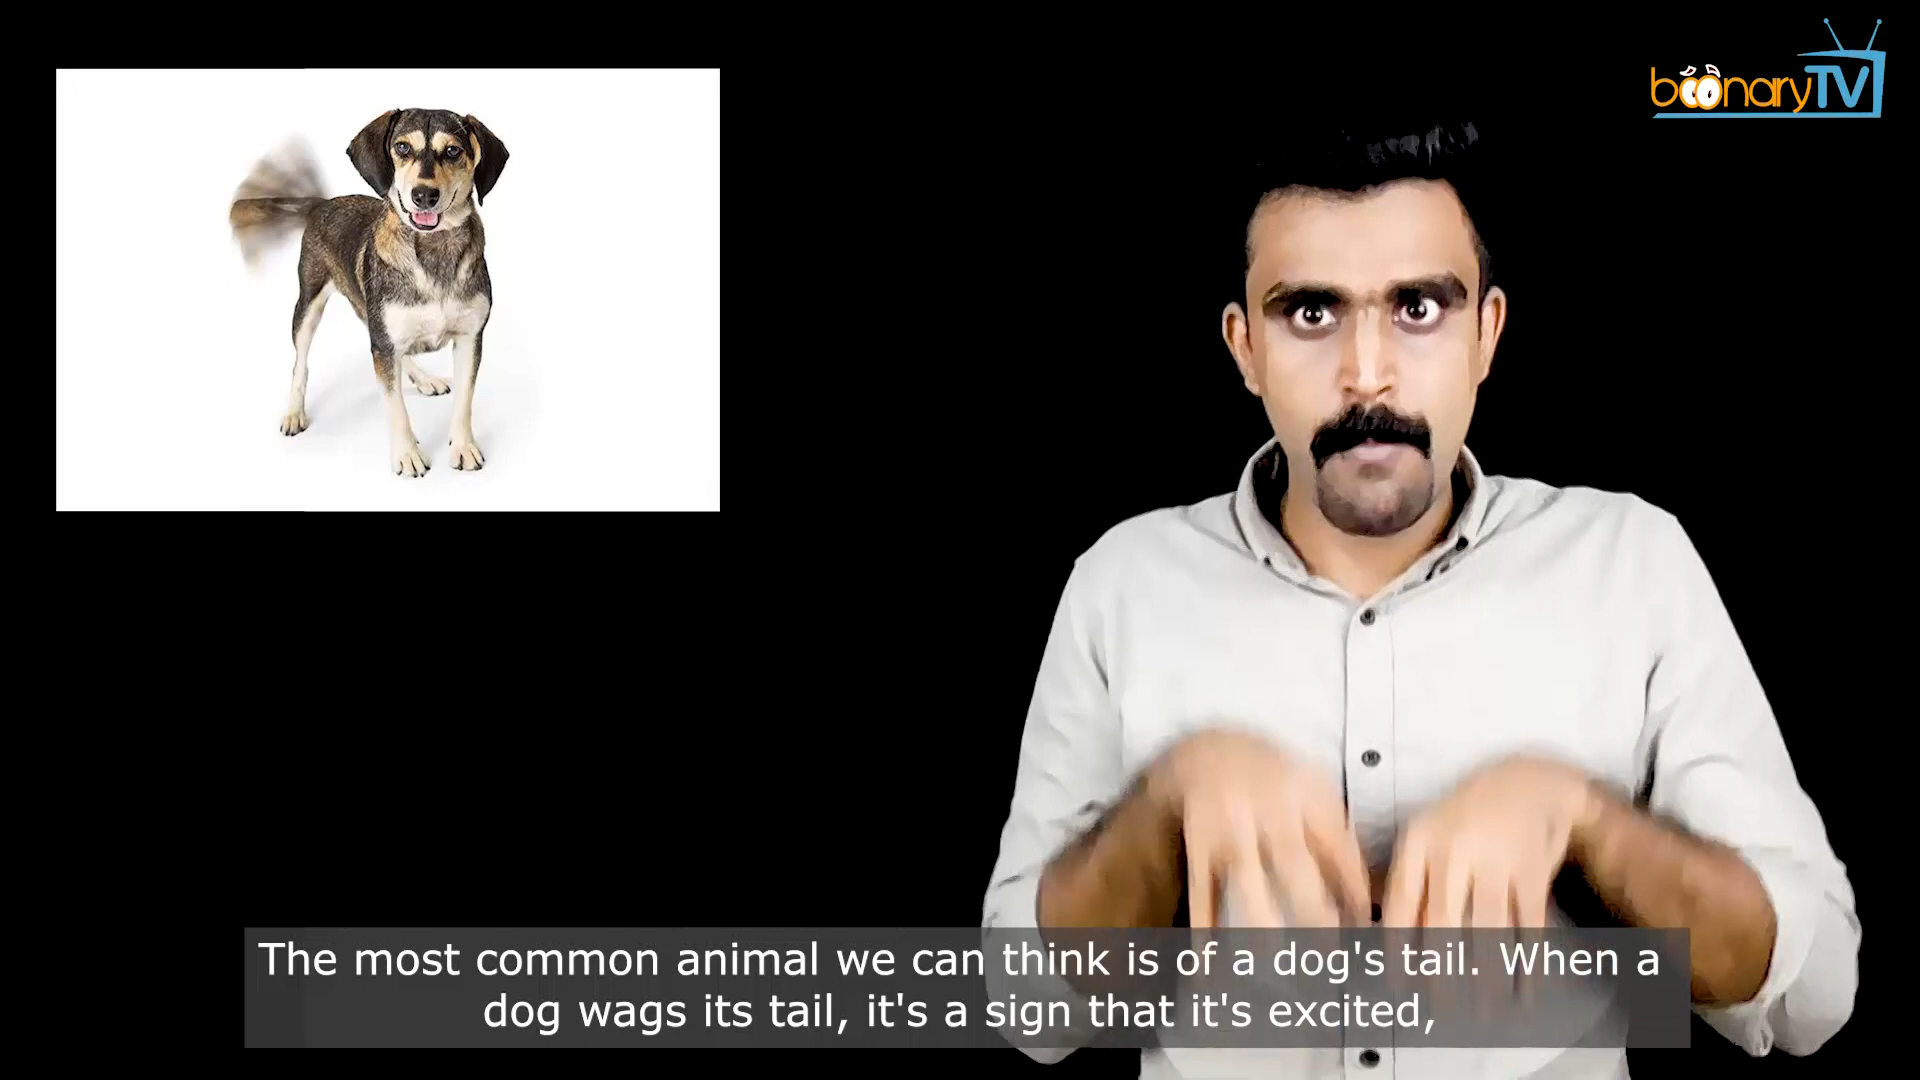 boonaryTV
The most common animal we can think is of a dog's tail. When a
dog wags its tail, it's a sign that it's excited,